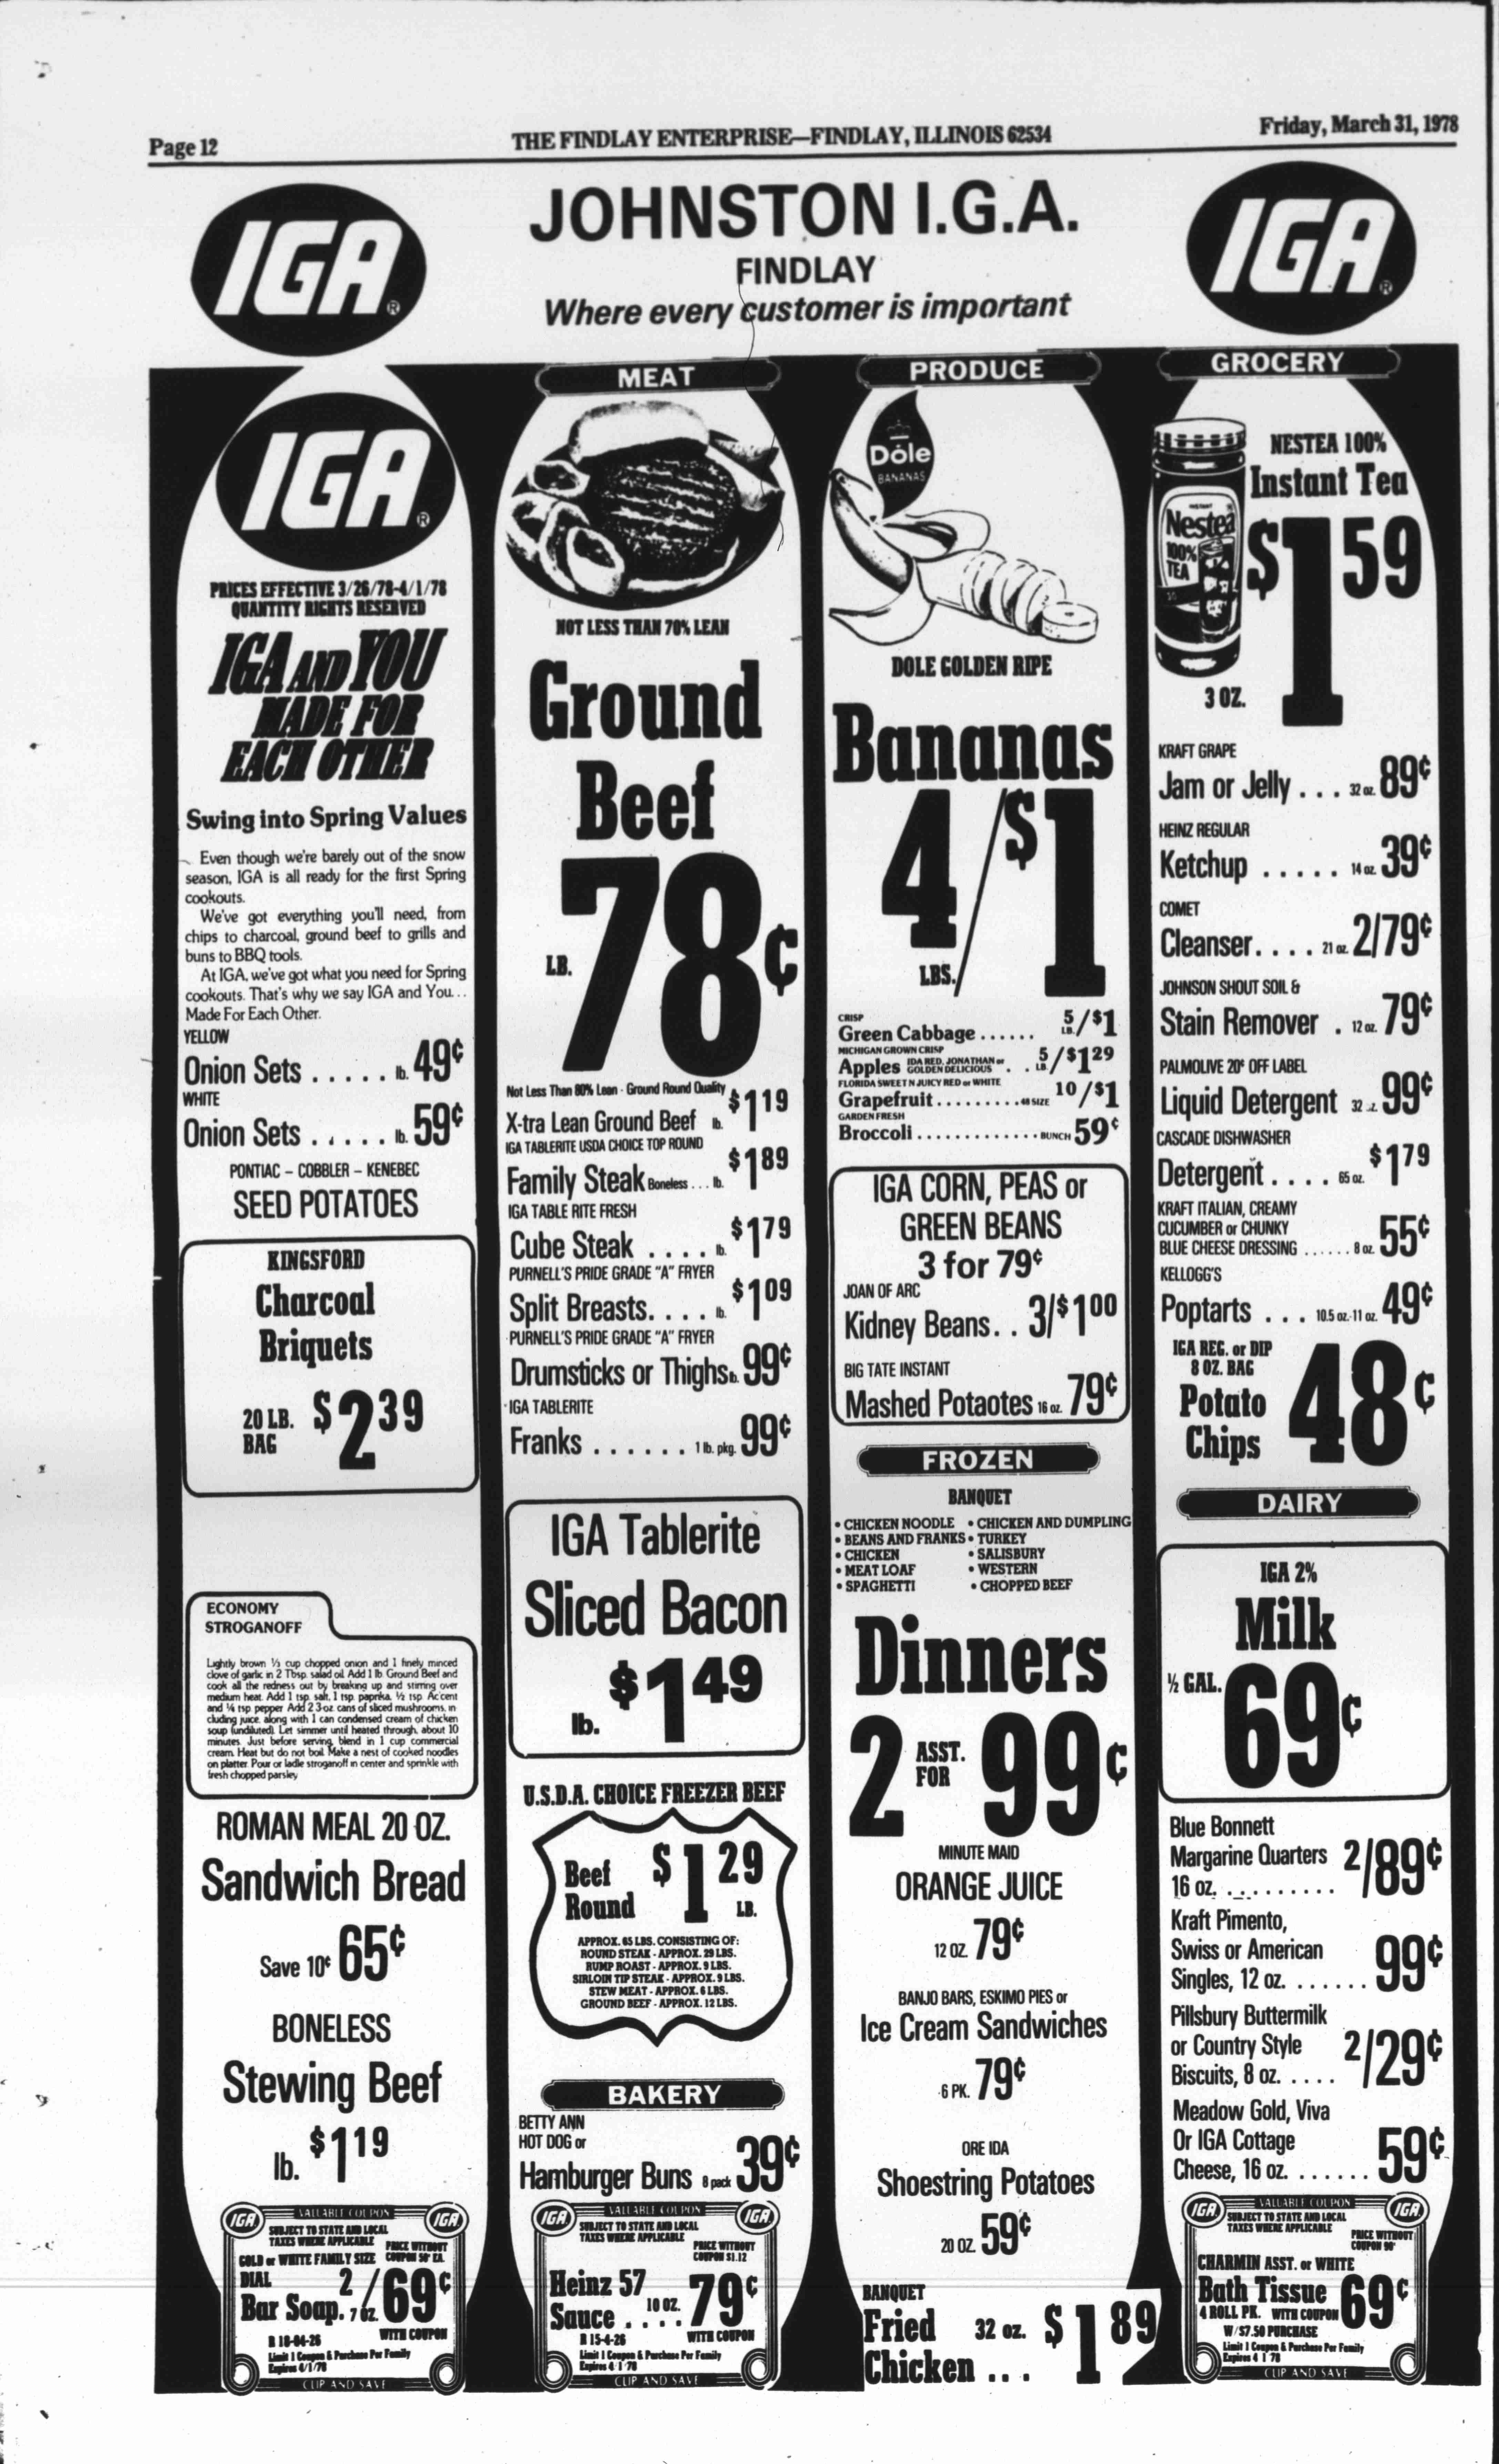 Page 12
THE FINDLAY ENTERPRISE—FINDLAY, ILLINOIS 62534
Friday, March 31, 1978
IGA®
JOHNSTON I.G.A.
FINDLAY
Where every customer is important
IGA®
IGA®
PRICES EFFECTIVE 3/26/78-4/1/78
QUANTITY RIGHTS RESERVED
IGA AND YOU
MADE FOR
EACH OTHER
Swing into Spring Values
Even though we're barely out of the snow
season, IGA is all ready for the first Spring
cookouts.
We've got everything you'll need, from
chips to charcoal, ground beef to grills and
buns to BBQ tools.
At IGA, we've got what you need for Spring
cookouts. That's why we say IGA and You...
Made For Each Other.
YELLOW
Onion Sets . . . . . lb. 49¢
WHITE
Onion Sets . . . . . lb. 59¢
PONTIAC – COBBLER – KENEBEC
SEED POTATOES
KINGSFORD
Charcoal
Briquets
20 LB.
BAG
$2 39
ECONOMY
STROGANOFF
Lightly brown ⅓ cup chopped onion and 1 finely minced
clove of garlic in 2 Tbsp. salad oil. Add 1 lb. Ground Beef and
cook all the redness out by breaking up and stirring over
medium heat. Add 1 tsp. salt, 1 tsp. paprika, ½ tsp. Ac'cent
and ¼ tsp. pepper Add 2 3-oz. cans of sliced mushrooms, in
cluding juice, along with 1 can condensed cream of chicken
soup (undiluted). Let simmer until heated through, about 10
minutes. Just before serving, blend in 1 cup commercial
cream. Heat but do not boil. Make a nest of cooked noodles
on platter. Pour or ladle stroganoff in center and sprinkle with
fresh chopped parsley
ROMAN MEAL 20 OZ.
Sandwich Bread
Save 10¢ 65¢
BONELESS
Stewing Beef
lb. $1 19
IGA VALUABLE COUPON IGA
SUBJECT TO STATE AND LOCAL
TAXES WHERE APPLICABLE
PRICE WITHOUT
COUPON 50¢ EA.
GOLD or WHITE FAMILY SIZE
DIAL
Bar Soap. 7 OZ. 2/69¢
WITH COUPON
R 18-04-26
Limit 1 Coupon & Purchase Per Family
Expires 4/1/78
CLIP AND SAVE
MEAT
NOT LESS THAN 70% LEAN
Ground
Beef
LB. 78¢
Not Less Than 80% Lean - Ground Round Quality
X-tra Lean Ground Beef lb. $1 19
IGA TABLERITE USDA CHOICE TOP ROUND
Family Steak Boneless . . . lb. $1 89
IGA TABLE RITE FRESH
Cube Steak . . . . lb. $1 79
PURNELL'S PRIDE GRADE "A" FRYER
Split Breasts. . . . lb. $1 09
PURNELL'S PRIDE GRADE "A" FRYER
Drumsticks or Thighs lb. 99¢
IGA TABLERITE
Franks . . . . . . 1 lb. pkg. 99¢
IGA Tablerite
Sliced Bacon
lb. $1 49
U.S.D.A. CHOICE FREEZER BEEF
Beef
Round
$1 29
LB.
APPROX. 65 LBS. CONSISTING OF:
ROUND STEAK - APPROX. 29 LBS.
RUMP ROAST - APPROX. 9 LBS.
SIRLOIN TIP STEAK - APPROX. 9 LBS.
STEW MEAT - APPROX. 6 LBS.
GROUND BEEF - APPROX. 12 LBS.
BAKERY
BETTY ANN
HOT DOG or
Hamburger Buns 8 pack 39¢
IGA VALUABLE COUPON IGA
SUBJECT TO STATE AND LOCAL
TAXES WHERE APPLICABLE
PRICE WITHOUT
COUPON $1.12
Heinz 57
Sauce . . . . 10 OZ. 79¢
WITH COUPON
R 15-4-26
Limit 1 Coupon & Purchase Per Family
Expires 4 1 78
CLIP AND SAVE
PRODUCE
Dole
BANANAS
DOLE GOLDEN RIPE
Bananas
4/$1
LBS.
CRISP
Green Cabbage . . . . . . 5 LB./$1
MICHIGAN GROWN CRISP
Apples IDA RED, JONATHAN or GOLDEN DELICIOUS . . 5 LB./$1 29
FLORIDA SWEET N JUICY RED or WHITE
Grapefruit . . . . . . . . . 48 SIZE 10/$1
GARDEN FRESH
Broccoli . . . . . . . . . . . . . BUNCH 59¢
IGA CORN, PEAS or
GREEN BEANS
3 for 79¢
JOAN OF ARC
Kidney Beans. . 3/$1 00
BIG TATE INSTANT
Mashed Potaotes 16 oz. 79¢
FROZEN
BANQUET
• CHICKEN NOODLE • CHICKEN AND DUMPLING
• BEANS AND FRANKS • TURKEY
• CHICKEN • SALISBURY
• MEAT LOAF • WESTERN
• SPAGHETTI • CHOPPED BEEF
Dinners
2 ASST. FOR 99¢
MINUTE MAID
ORANGE JUICE
12 OZ. 79¢
BANJO BARS, ESKIMO PIES or
Ice Cream Sandwiches
6 PK. 79¢
ORE IDA
Shoestring Potatoes
20 OZ. 59¢
BANQUET
Fried
Chicken . . .
32 oz. $1 89
GROCERY
Nestea
100%
TEA
NESTEA 100%
Instant Tea
$1 59
3 OZ.
KRAFT GRAPE
Jam or Jelly . . . 32 oz. 89¢
HEINZ REGULAR
Ketchup . . . . . 14 oz. 39¢
COMET
Cleanser. . . . 21 oz. 2/79¢
JOHNSON SHOUT SOIL &
Stain Remover . 12 oz. 79¢
PALMOLIVE 20¢ OFF LABEL
Liquid Detergent 32 oz. 99¢
CASCADE DISHWASHER
Detergent . . . . 65 oz. $1 79
KRAFT ITALIAN, CREAMY
CUCUMBER or CHUNKY
BLUE CHEESE DRESSING . . . . . . 8 oz. 55¢
KELLOGG'S
Poptarts . . . 10.5 oz.-11 oz. 49¢
IGA REG. or DIP
8 OZ. BAG
Potato
Chips
48¢
DAIRY
IGA 2%
Milk
½ GAL. 69¢
Blue Bonnett
Margarine Quarters
16 oz. . . . . . . . . . 2/89¢
Kraft Pimento,
Swiss or American
Singles, 12 oz. . . . . . . 99¢
Pillsbury Buttermilk
or Country Style
Biscuits, 8 oz. . . . . 2/29¢
Meadow Gold, Viva
Or IGA Cottage
Cheese, 16 oz. . . . . . . 59¢
IGA VALUABLE COUPON IGA
SUBJECT TO STATE AND LOCAL
TAXES WHERE APPLICABLE
PRICE WITHOUT
COUPON 90¢
CHARMIN ASST. or WHITE
Bath Tissue 69¢
4 ROLL PK. WITH COUPON
W/$7.50 PURCHASE
Limit 1 Coupon & Purchase Per Family
Expires 4 1 78
CLIP AND SAVE